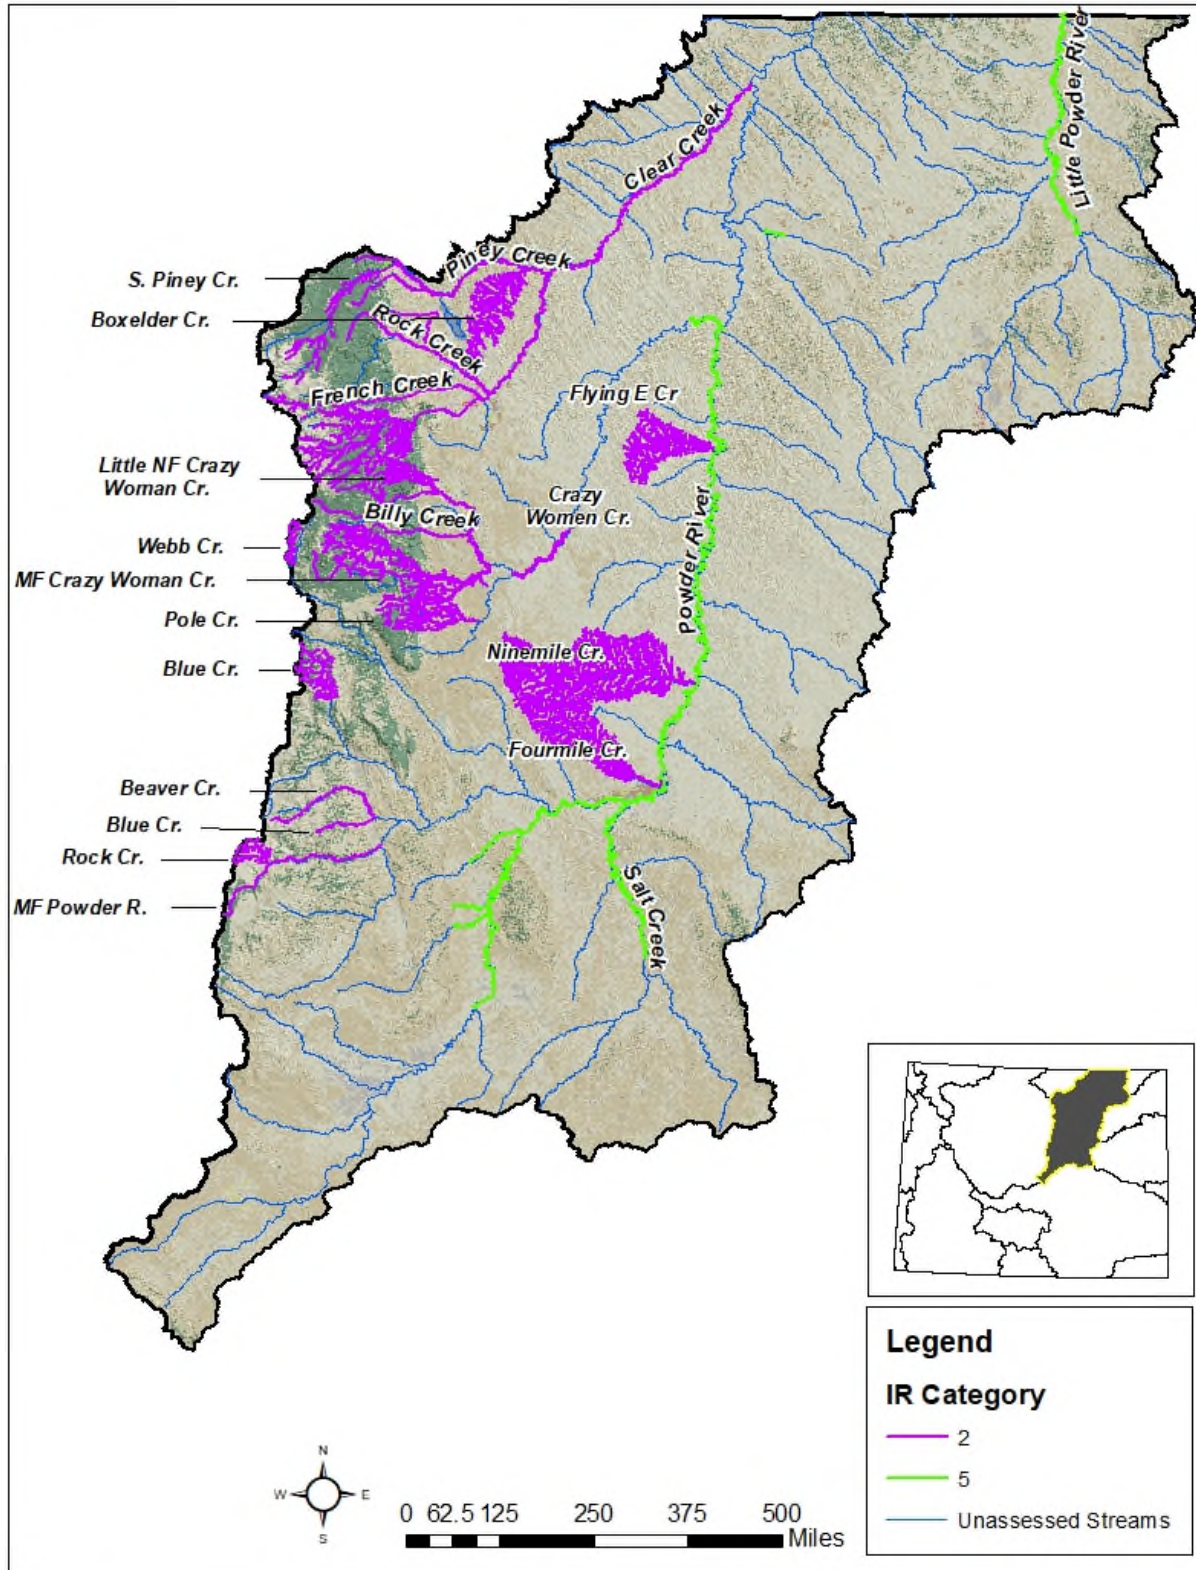 Little Powder River
Clear Creek
Piney Creek
S. Piney Cr.
Boxelder Cr.
Rock Creek
French Creek
Flying E Cr
Little NF Crazy
Woman Cr.
Crazy
Women Cr.
Billy Creek
Webb Cr.
MF Crazy Woman Cr.
Powder River
Pole Cr.
Ninemile Cr.
Blue Cr.
Fourmile Cr.
Beaver Cr.
Blue Cr.
Rock Cr.
Salt Creek
MF Powder R.
Legend
IR Category
2
5
Unassessed Streams
N
W E
S
0 62.5 125 250 375 500
Miles